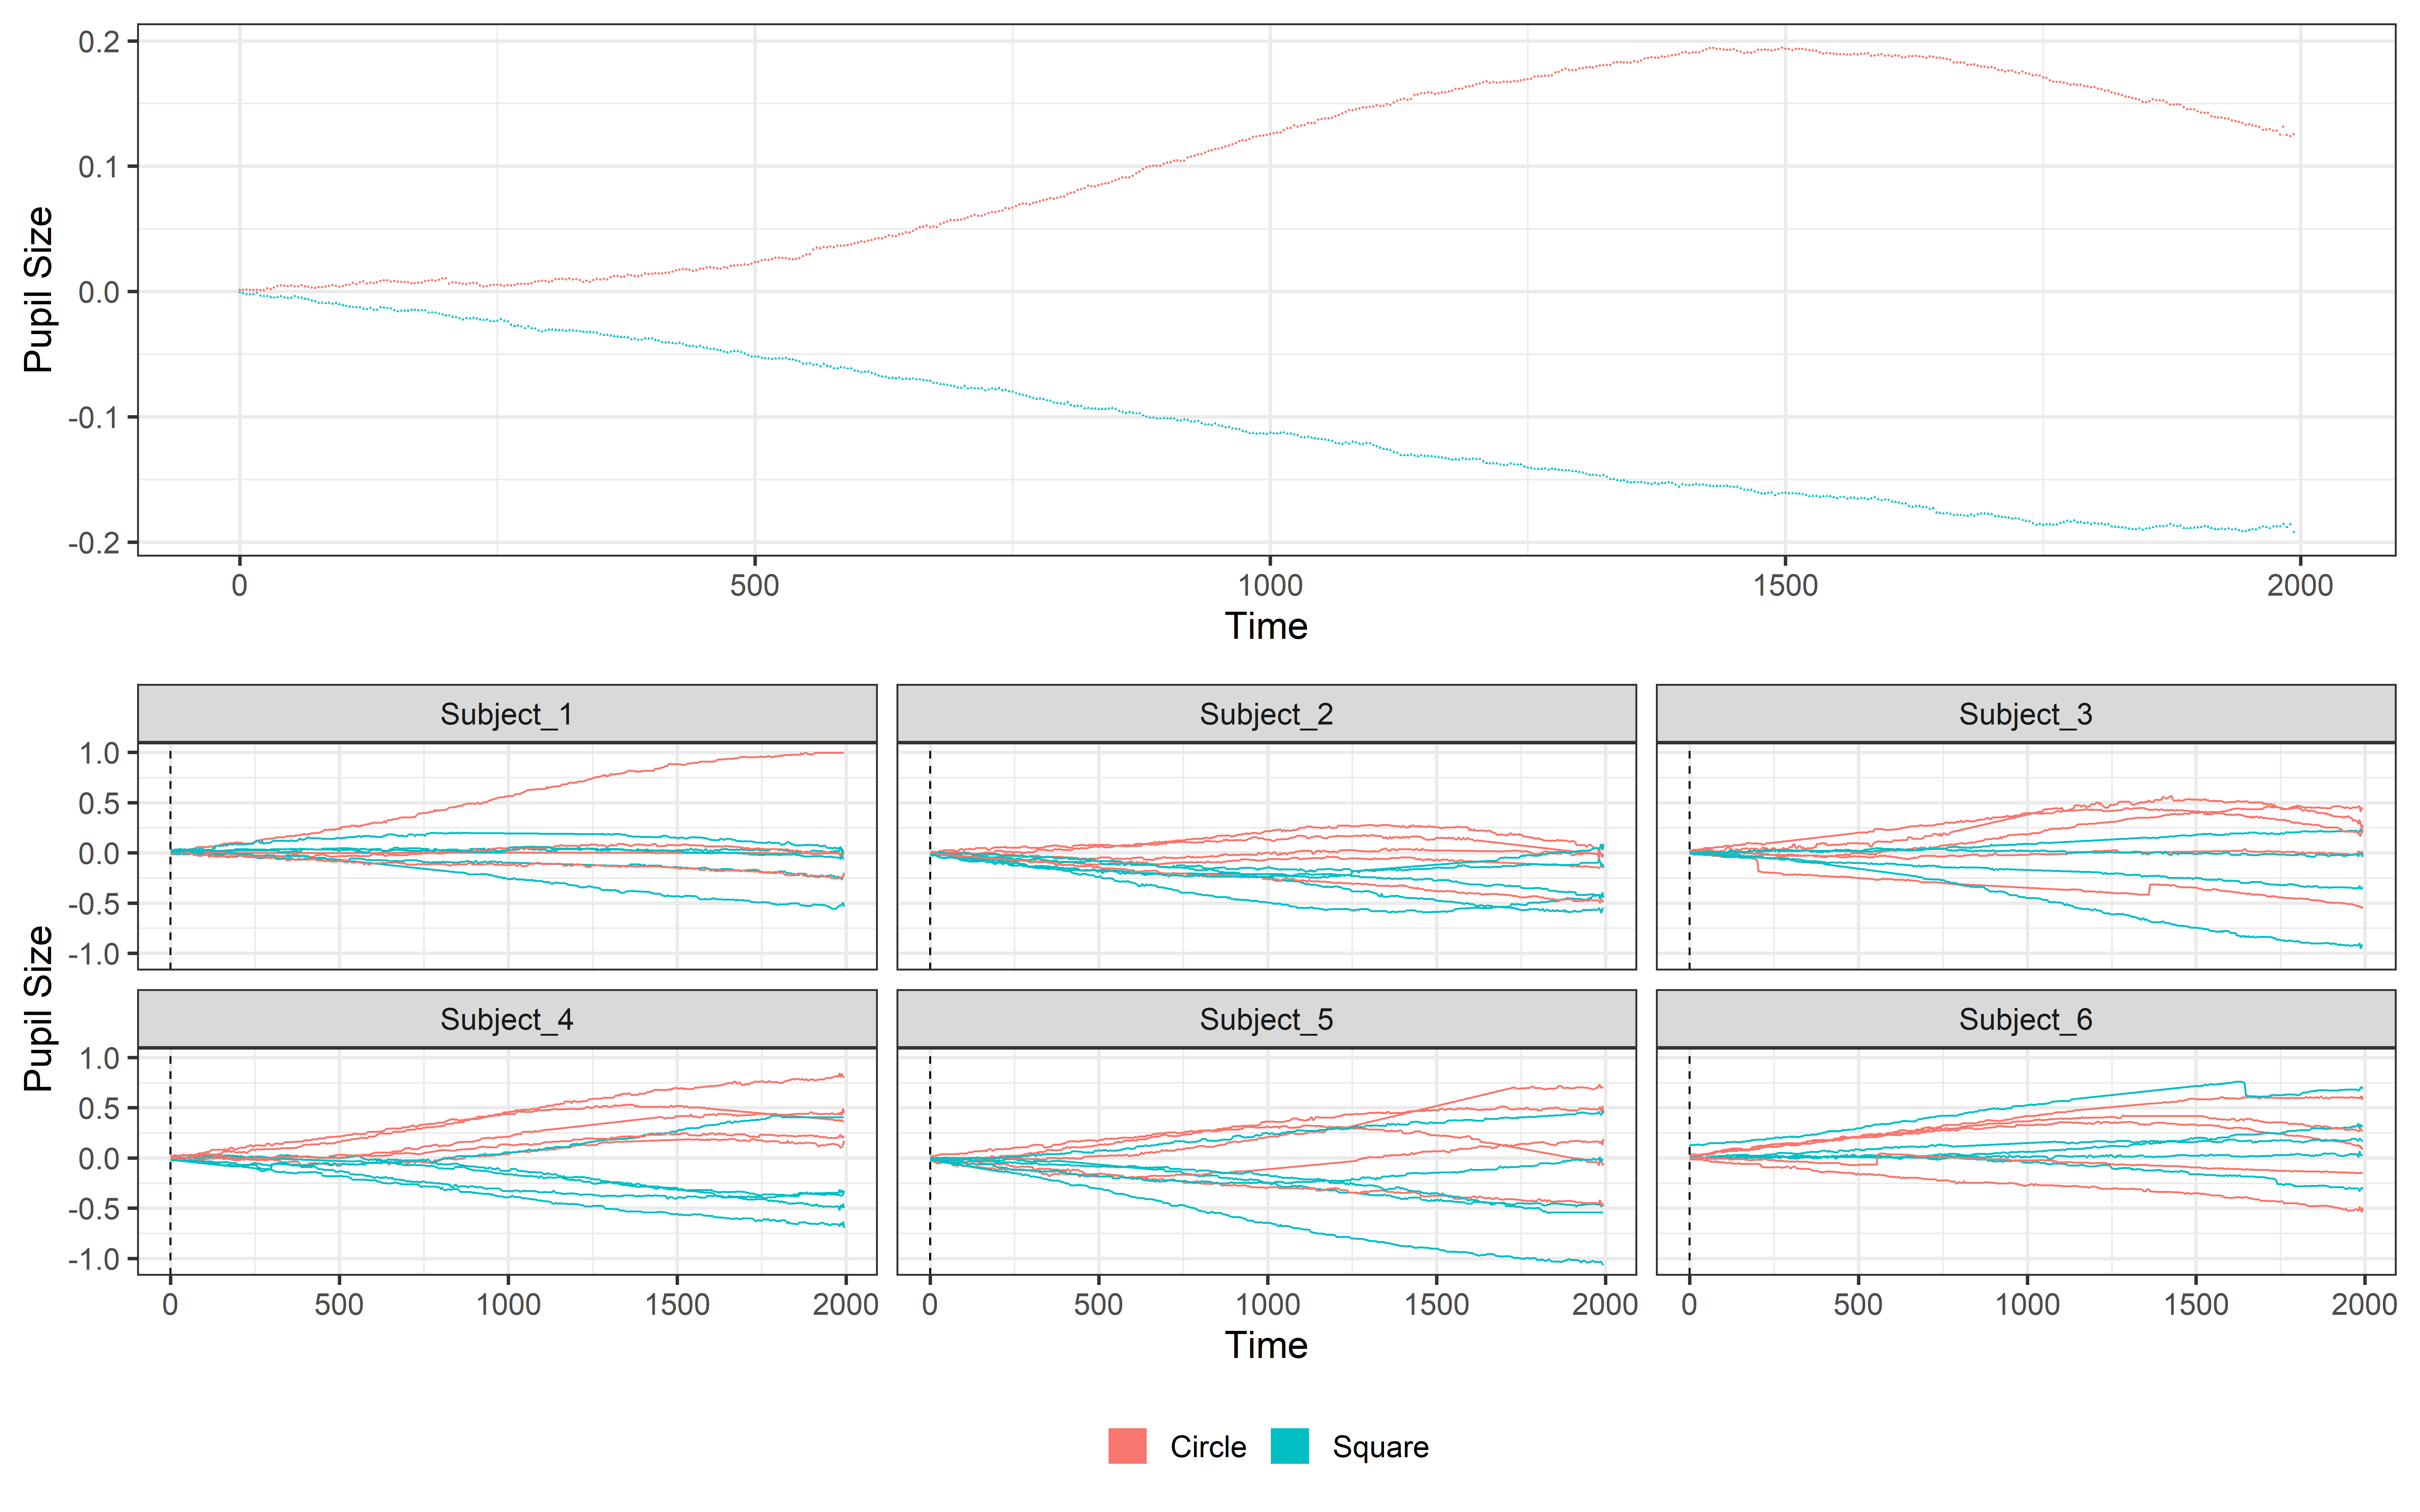 0.2
0.1
0.0
-0.1
-0.2
Pupil Size
0 500 1000 1500 2000
Time
Subject_1 Subject_2 Subject_3
1.0
0.5
0.0
-0.5
-1.0
Subject_4 Subject_5 Subject_6
Pupil Size
1.0
0.5
0.0
-0.5
-1.0
0 500 1000 1500 2000 0 500 1000 1500 2000 0 500 1000 1500 2000
Time
Circle Square